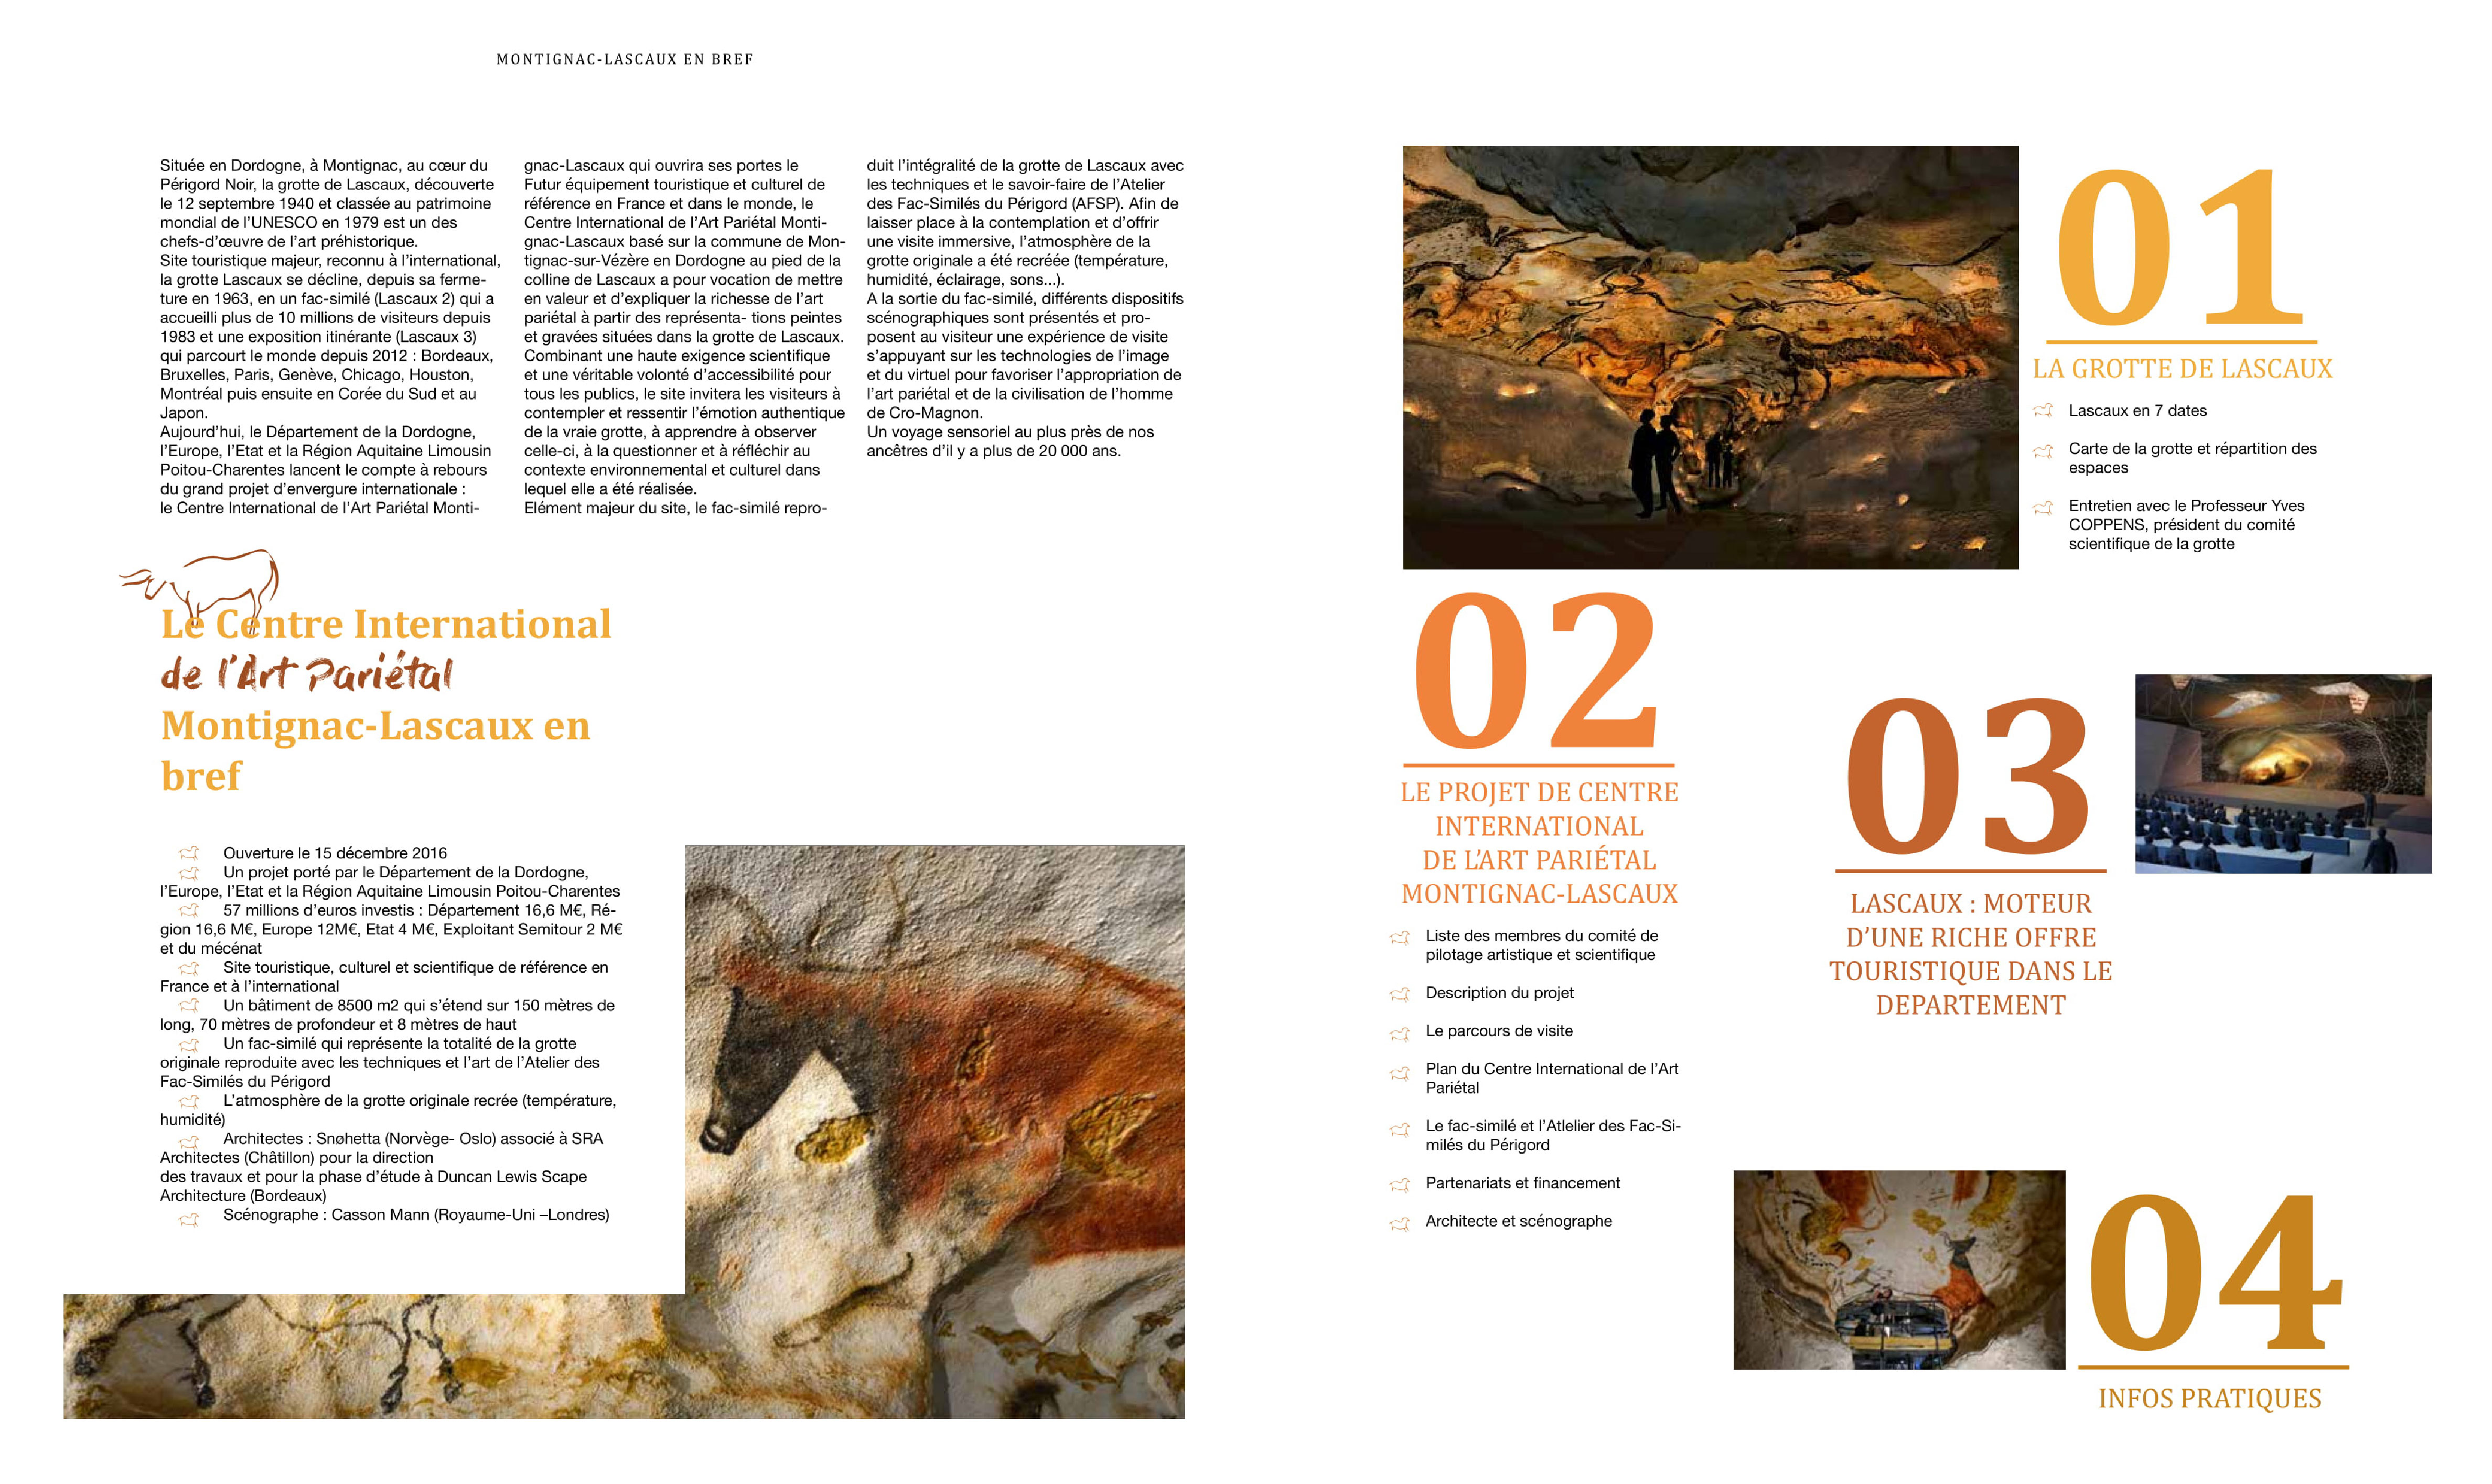 MONTIGNAC-LASCAUX EN BREF
Située en Dordogne, à Montignac, au cœur du
Périgord Noir, la grotte de Lascaux, découverte
le 12 septembre 1940 et classée au patrimoine
mondial de l’UNESCO en 1979 est un des
chefs-d’œuvre de l’art préhistorique.
Site touristique majeur, reconnu à l’international,
la grotte Lascaux se décline, depuis sa ferme-
ture en 1963, en un fac-similé (Lascaux 2) qui a
accueilli plus de 10 millions de visiteurs depuis
1983 et une exposition itinérante (Lascaux 3)
qui parcourt le monde depuis 2012 : Bordeaux,
Bruxelles, Paris, Genève, Chicago, Houston,
Montréal puis ensuite en Corée du Sud et au
Japon.
Aujourd’hui, le Département de la Dordogne,
l’Europe, l’Etat et la Région Aquitaine Limousin
Poitou-Charentes lancent le compte à rebours
du grand projet d’envergure internationale :
le Centre International de l’Art Pariétal Monti-
gnac-Lascaux qui ouvrira ses portes le
Futur équipement touristique et culturel de
référence en France et dans le monde, le
Centre International de l’Art Pariétal Monti-
gnac-Lascaux basé sur la commune de Mon-
tignac-sur-Vézère en Dordogne au pied de la
colline de Lascaux a pour vocation de mettre
en valeur et d’expliquer la richesse de l’art
pariétal à partir des représenta- tions peintes
et gravées situées dans la grotte de Lascaux.
Combinant une haute exigence scientifique
et une véritable volonté d’accessibilité pour
tous les publics, le site invitera les visiteurs à
contempler et ressentir l’émotion authentique
de la vraie grotte, à apprendre à observer
celle-ci, à la questionner et à réfléchir au
contexte environnemental et culturel dans
lequel elle a été réalisée.
Elément majeur du site, le fac-similé repro-
duit l’intégralité de la grotte de Lascaux avec
les techniques et le savoir-faire de l’Atelier
des Fac-Similés du Périgord (AFSP). Afin de
laisser place à la contemplation et d’offrir
une visite immersive, l’atmosphère de la
grotte originale a été recréée (température,
humidité, éclairage, sons...).
A la sortie du fac-similé, différents dispositifs
scénographiques sont présentés et pro-
posent au visiteur une expérience de visite
s’appuyant sur les technologies de l’image
et du virtuel pour favoriser l’appropriation de
l’art pariétal et de la civilisation de l’homme
de Cro-Magnon.
Un voyage sensoriel au plus près de nos
ancêtres d’il y a plus de 20 000 ans.
Le Centre International
de l’Art Pariétal
Montignac-Lascaux en
bref
Ouverture le 15 décembre 2016
Un projet porté par le Département de la Dordogne,
l’Europe, l’Etat et la Région Aquitaine Limousin Poitou-Charentes
57 millions d’euros investis : Département 16,6 M€, Ré-
gion 16,6 M€, Europe 12M€, Etat 4 M€, Exploitant Semitour 2 M€
et du mécénat
Site touristique, culturel et scientifique de référence en
France et à l’international
Un bâtiment de 8500 m2 qui s’étend sur 150 mètres de
long, 70 mètres de profondeur et 8 mètres de haut
Un fac-similé qui représente la totalité de la grotte
originale reproduite avec les techniques et l’art de l’Atelier des
Fac-Similés du Périgord
L’atmosphère de la grotte originale recrée (température,
humidité)
Architectes : Snøhetta (Norvège- Oslo) associé à SRA
Architectes (Châtillon) pour la direction
des travaux et pour la phase d’étude à Duncan Lewis Scape
Architecture (Bordeaux)
Scénographe : Casson Mann (Royaume-Uni –Londres)
01
LA GROTTE DE LASCAUX
Lascaux en 7 dates
Carte de la grotte et répartition des
espaces
Entretien avec le Professeur Yves
COPPENS, président du comité
scientifique de la grotte
02
LE PROJET DE CENTRE
INTERNATIONAL
DE L’ART PARIÉTAL
MONTIGNAC-LASCAUX
Liste des membres du comité de
pilotage artistique et scientifique
Description du projet
Le parcours de visite
Plan du Centre International de l’Art
Pariétal
Le fac-similé et l’Atlelier des Fac-Si-
milés du Périgord
Partenariats et financement
Architecte et scénographe
03
LASCAUX : MOTEUR
D’UNE RICHE OFFRE
TOURISTIQUE DANS LE
DEPARTEMENT
04
INFOS PRATIQUES